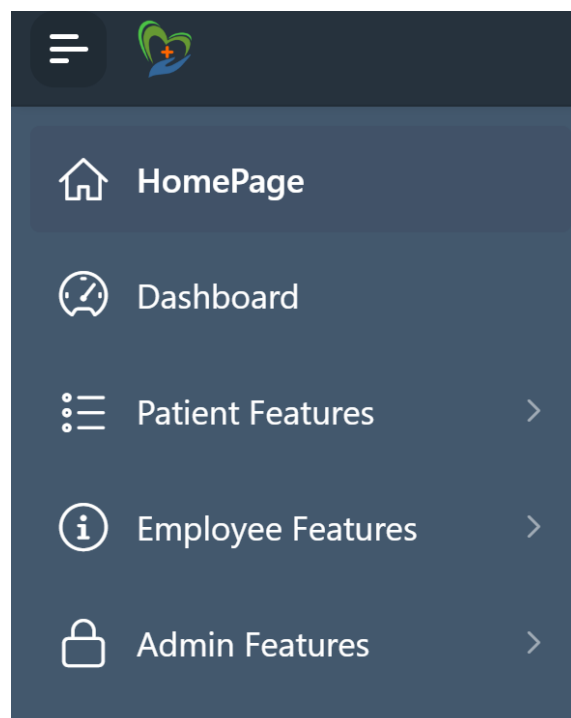 HomePage
Dashboard
Patient Features
Employee Features
Admin Features